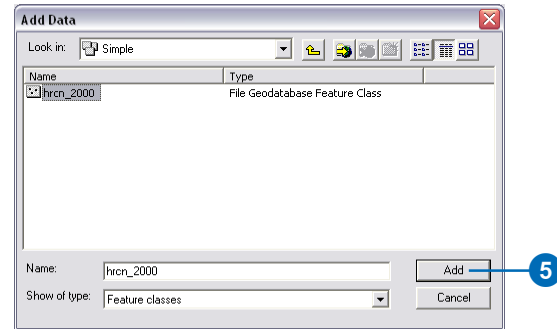 Add Data
Look in: Simple
Name Type
hrcn_2000 File Geodatabase Feature Class
Name: hrcn_2000 Add 5
Show of type: Feature classes Cancel